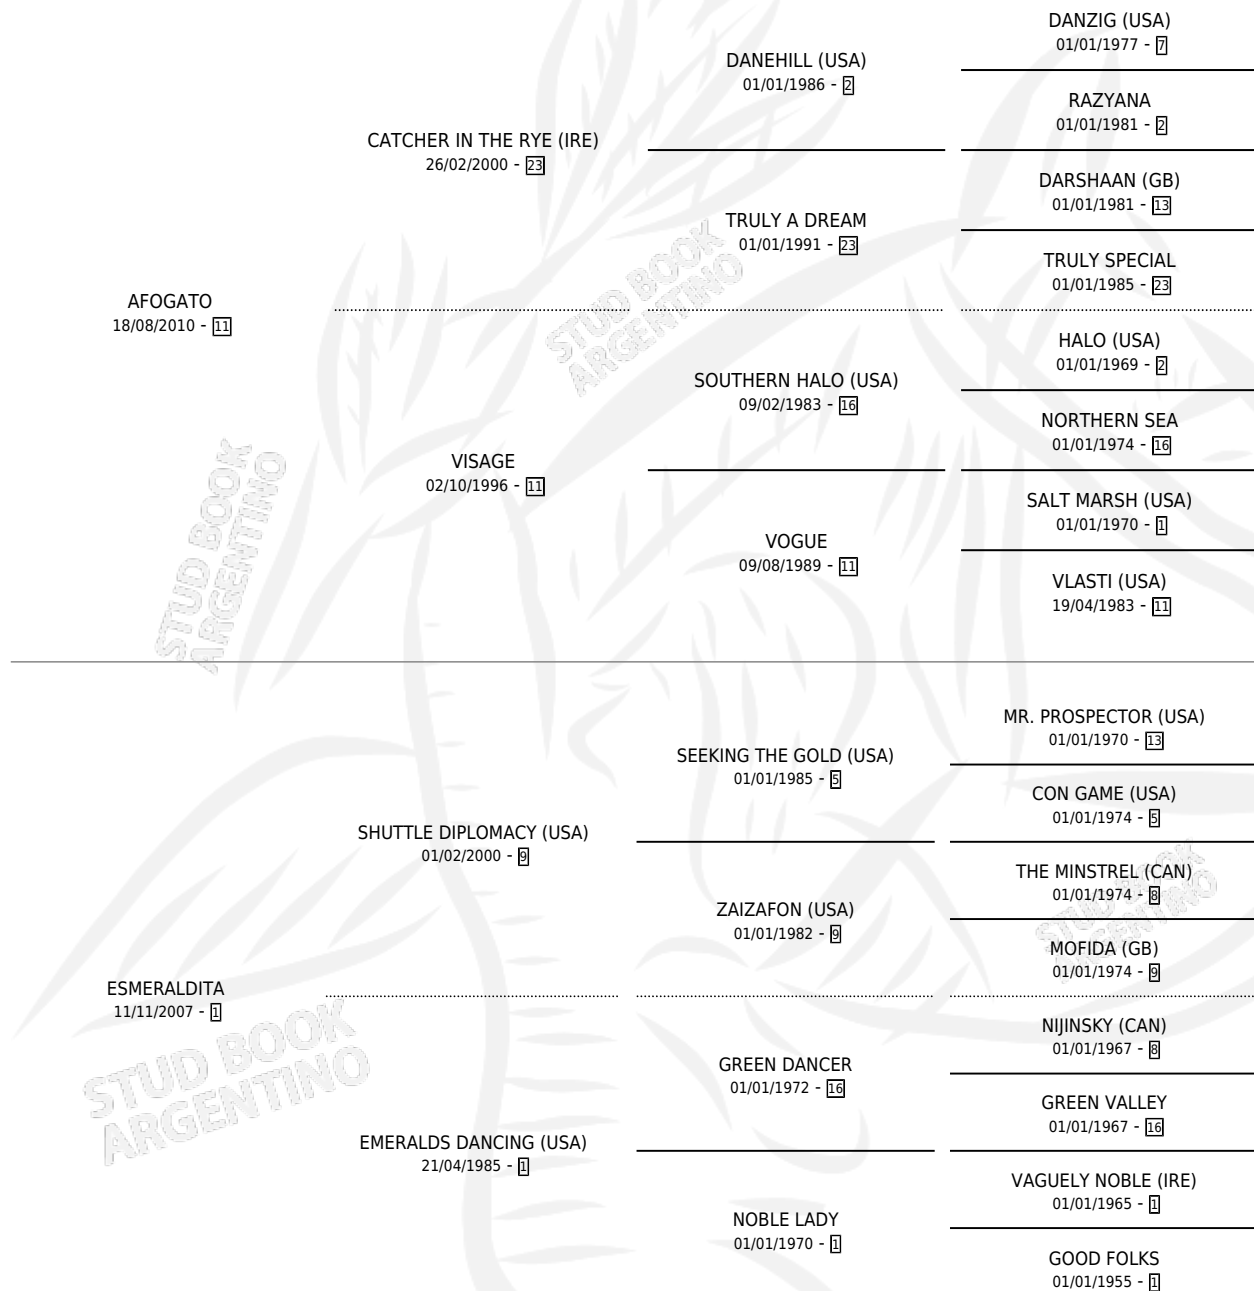 DANZIG (USA)
01/01/1977 - 7
DANEHILL (USA)
01/01/1986 - 2
RAZYANA
01/01/1981 - 2
CATCHER IN THE RYE (IRE)
26/02/2000 - 23
DARSHAAN (GB)
01/01/1981 - 13
TRULY A DREAM
01/01/1991 - 23
TRULY SPECIAL
01/01/1985 - 23
AFOGATO
18/08/2010 - 11
HALO (USA)
01/01/1969 - 2
SOUTHERN HALO (USA)
09/02/1983 - 16
NORTHERN SEA
01/01/1974 - 16
VISAGE
02/10/1996 - 11
SALT MARSH (USA)
01/01/1970 - 1
VOGUE
09/08/1989 - 11
VLASTI (USA)
19/04/1983 - 11
MR. PROSPECTOR (USA)
01/01/1970 - 13
SEEKING THE GOLD (USA)
01/01/1985 - 5
CON GAME (USA)
01/01/1974 - 5
SHUTTLE DIPLOMACY (USA)
01/02/2000 - 9
THE MINSTREL (CAN)
01/01/1974 - 8
ZAIZAFON (USA)
01/01/1982 - 9
MOFIDA (GB)
01/01/1974 - 9
ESMERALDITA
11/11/2007 - 1
NIJINSKY (CAN)
01/01/1967 - 8
GREEN DANCER
01/01/1972 - 16
GREEN VALLEY
01/01/1967 - 16
EMERALDS DANCING (USA)
21/04/1985 - 1
VAGUELY NOBLE (IRE)
01/01/1965 - 1
NOBLE LADY
01/01/1970 - 1
GOOD FOLKS
01/01/1955 - 1
STUD BOOK
ARGENTINO
STUD BOOK
ARGENTINO
STUD BOOK
ARGENTINO
STUD BOOK
ARGENTINO